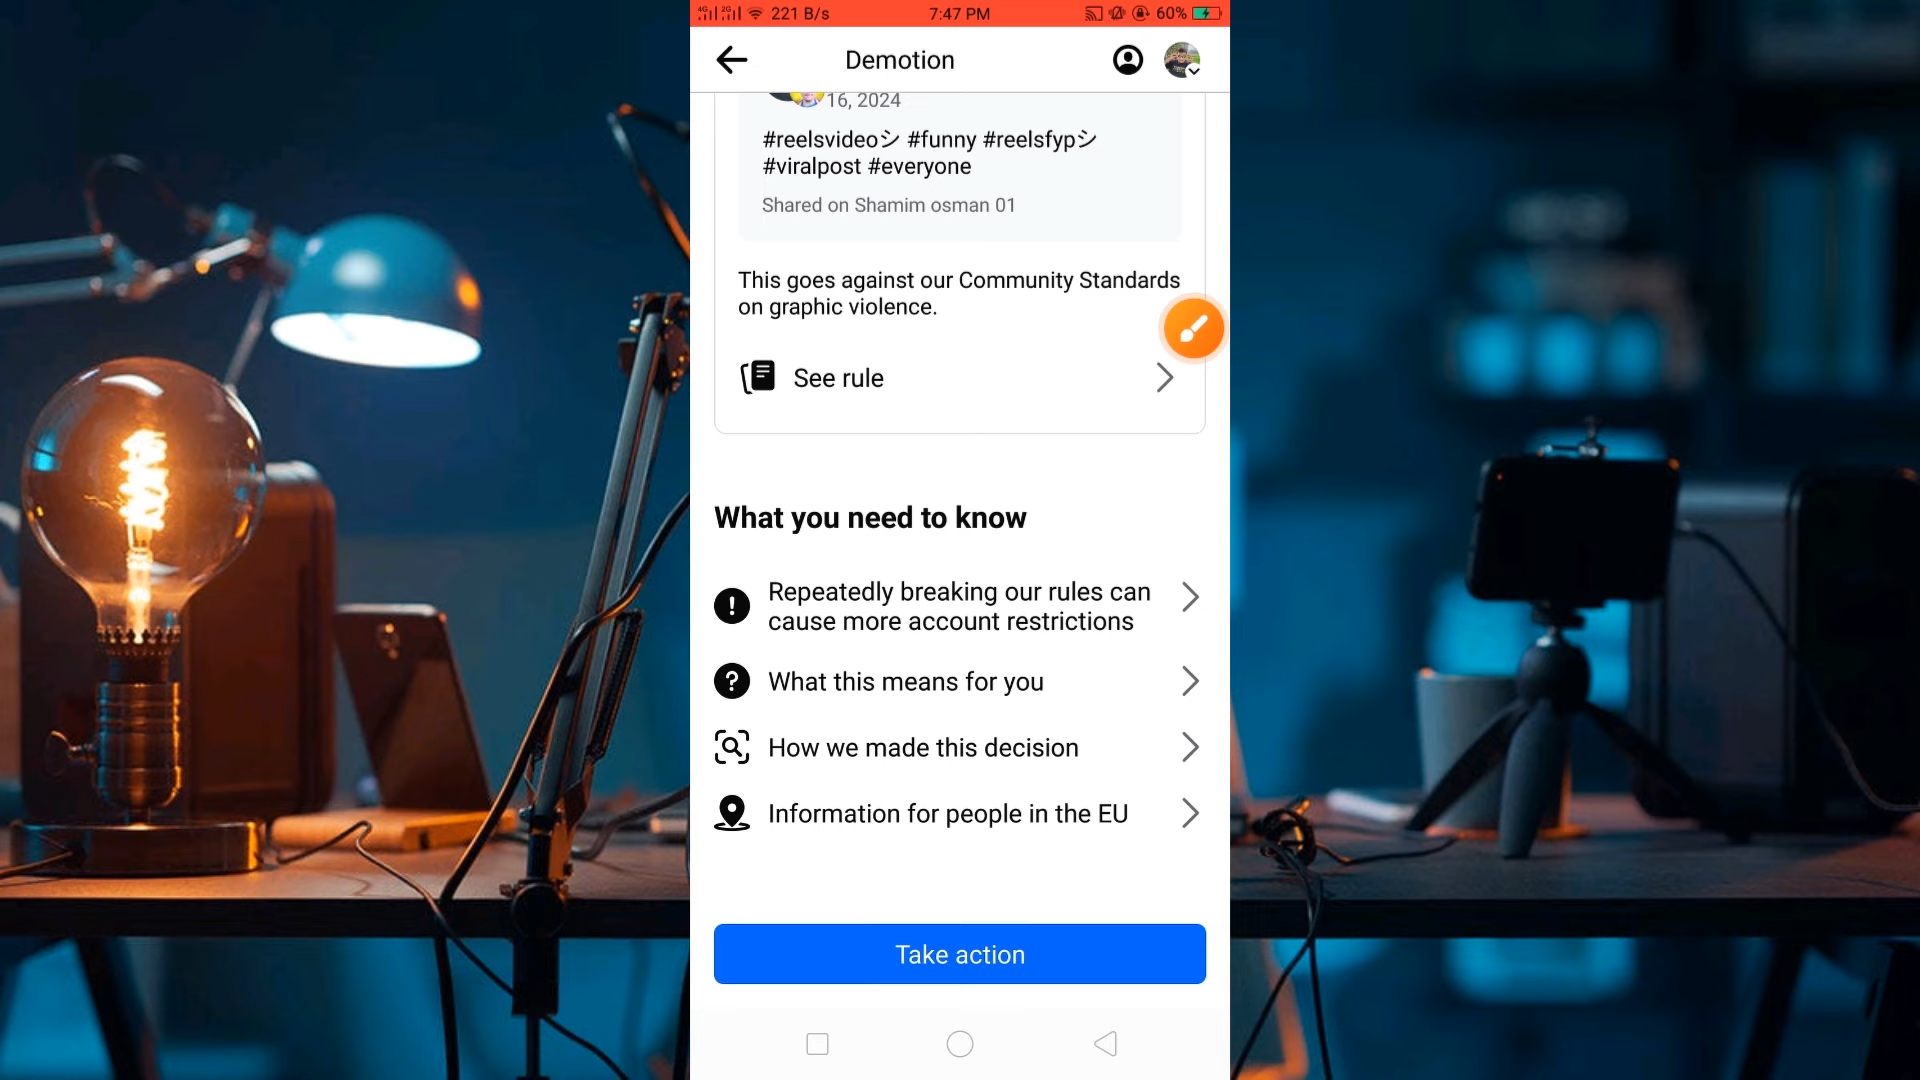 4G 2G 221 B/s 7:47 PM 60%
Demotion
16, 2024
#reelsvideoシ #funny #reelsfypシ
#viralpost #everyone
Shared on Shamim osman 01
This goes against our Community Standards
on graphic violence.
See rule
What you need to know
Repeatedly breaking our rules can
cause more account restrictions
What this means for you
How we made this decision
Information for people in the EU
Take action